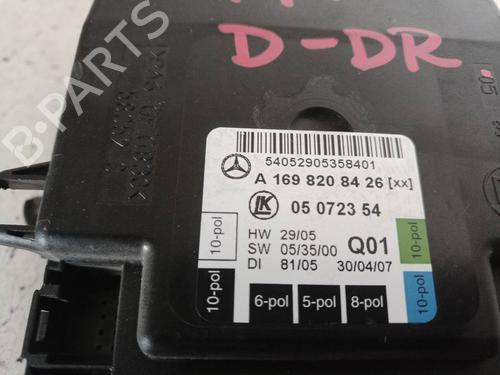 D-DR
54052905358401
A 169 820 84 26 [xx]
LK
05 0723 54
HW 29/05
SW 05/35/00
Q01
DI 81/05 30/04/07
10-pol
10-pol
10-pol
10-pol
6-pol
5-pol
8-pol
B-PARTS